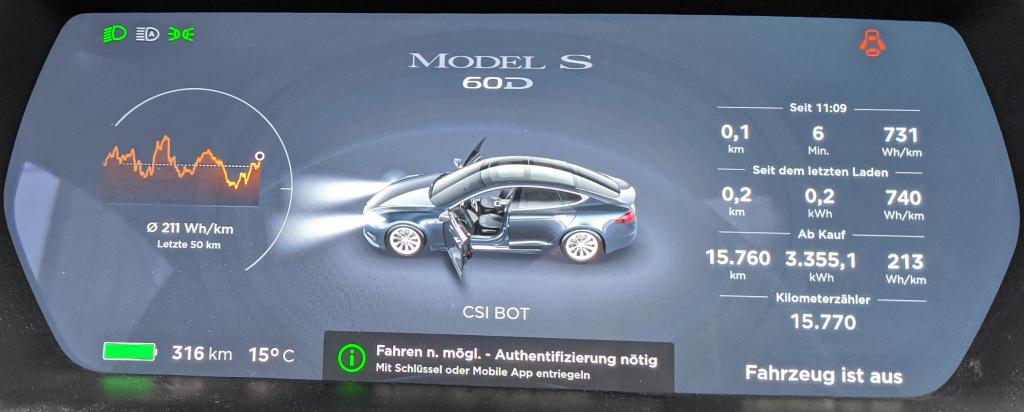 MODEL S
60D
Ø 211 Wh/km
Letzte 50 km
CSI BOT
Seit 11:09
0,1 6 731
km Min. Wh/km
Seit dem letzten Laden
0,2 0,2 740
km kWh Wh/km
Ab Kauf
15.760 3.355,1 213
km kWh Wh/km
Kilometerzähler
15.770
316 km 15° C
Fahren n. mögl. - Authentifizierung nötig
Mit Schlüssel oder Mobile App entriegeln
Fahrzeug ist aus